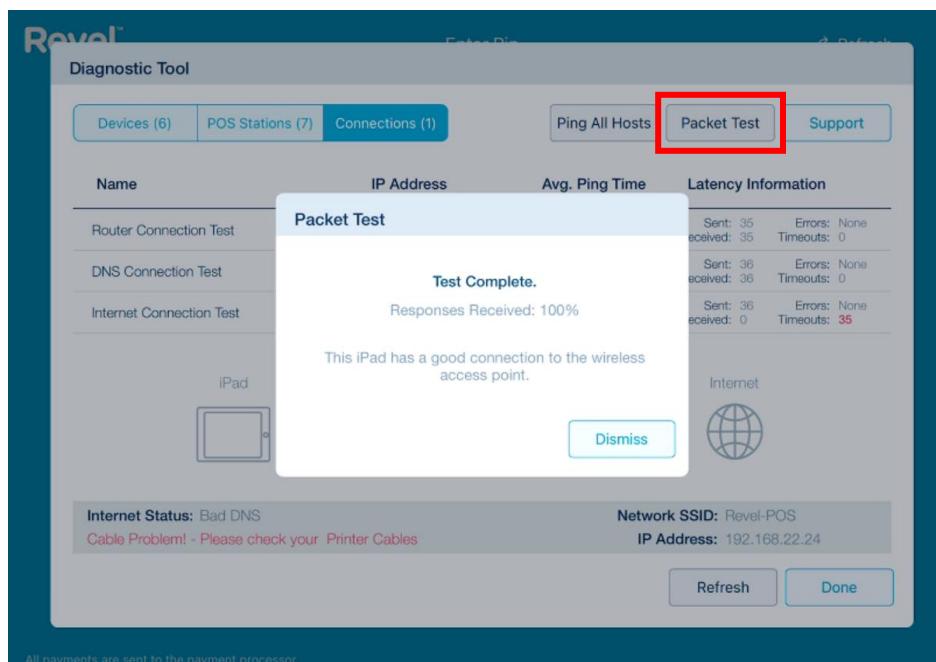 Revel™
Enter Pin
Refresh
Diagnostic Tool
Devices (6)
POS Stations (7)
Connections (1)
Ping All Hosts
Packet Test
Support
Name
IP Address
Avg. Ping Time
Latency Information
Router Connection Test
Sent: 35
Errors: None
eceived: 35
Timeouts: 0
DNS Connection Test
Sent: 36
Errors: None
eceived: 36
Timeouts: 0
Internet Connection Test
Sent: 36
Errors: None
eceived: 0
Timeouts: 35
Packet Test
Test Complete.
Responses Received: 100%
This iPad has a good connection to the wireless
access point.
Dismiss
iPad
Internet
Internet Status: Bad DNS
Network SSID: Revel-POS
Cable Problem! - Please check your Printer Cables
IP Address: 192.168.22.24
Refresh
Done
All payments are sent to the payment processor